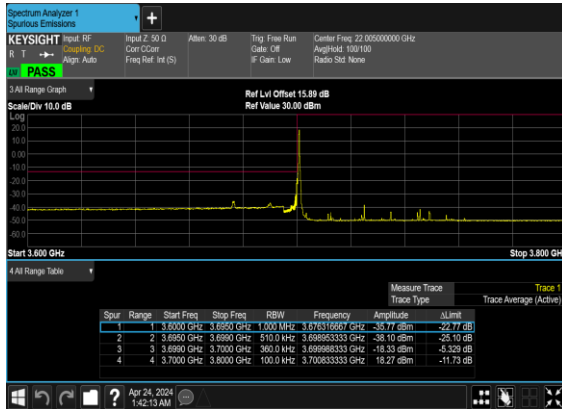 Spectrum Analyzer 1
Spurious Emissions
+
KEYSIGHT Input: RF Input Z: 50 Ω Atten: 30 dB Trig: Free Run Center Freq: 22.005000000 GHz
R T Coupling: DC Corr CCorr Gate: Off Avg|Hold: 100/100
Align: Auto Freq Ref: Int (S) IF Gain: Low Radio Std: None
PASS
3 All Range Graph
Ref Lvl Offset 15.89 dB
Scale/Div 10.0 dB Ref Value 30.00 dBm
Log
20.0
10.0
0.00
-10.0
-20.0
-30.0
-40.0
-50.0
-60.0
Start 3.600 GHz Stop 3.800 GH
4 All Range Table
Measure Trace Trace 1
Trace Type Trace Average (Active)
Spur Range Start Freq Stop Freq RBW Frequency Amplitude ΔLimit
1 1 3.6000 GHz 3.6950 GHz 1.000 MHz 3.676316667 GHz -35.77 dBm -22.77 dB
2 2 3.6950 GHz 3.6990 GHz 510.0 kHz 3.698953333 GHz -38.10 dBm -25.10 dB
3 3 3.6990 GHz 3.7000 GHz 360.0 kHz 3.699988333 GHz -18.33 dBm -5.329 dB
4 4 3.7000 GHz 3.8000 GHz 100.0 kHz 3.700833333 GHz 18.27 dBm -11.73 dB
? Apr 24, 2024
1:42:13 AM